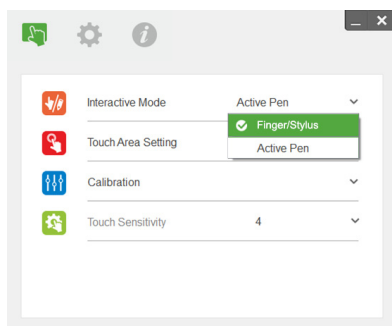 Interactive Mode Active Pen
Finger/Stylus
Touch Area Setting
Active Pen
Calibration
Touch Sensitivity 4